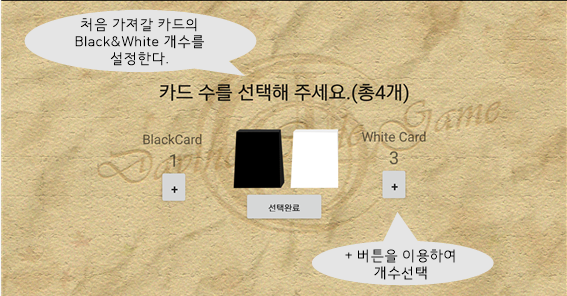 처음 가져갈 카드의
Black&White 개수를
설정한다.
카드 수를 선택해 주세요.(총4개)
BlackCard
1
+
White Card
3
+
선택완료
+ 버튼을 이용하여
개수선택
Game